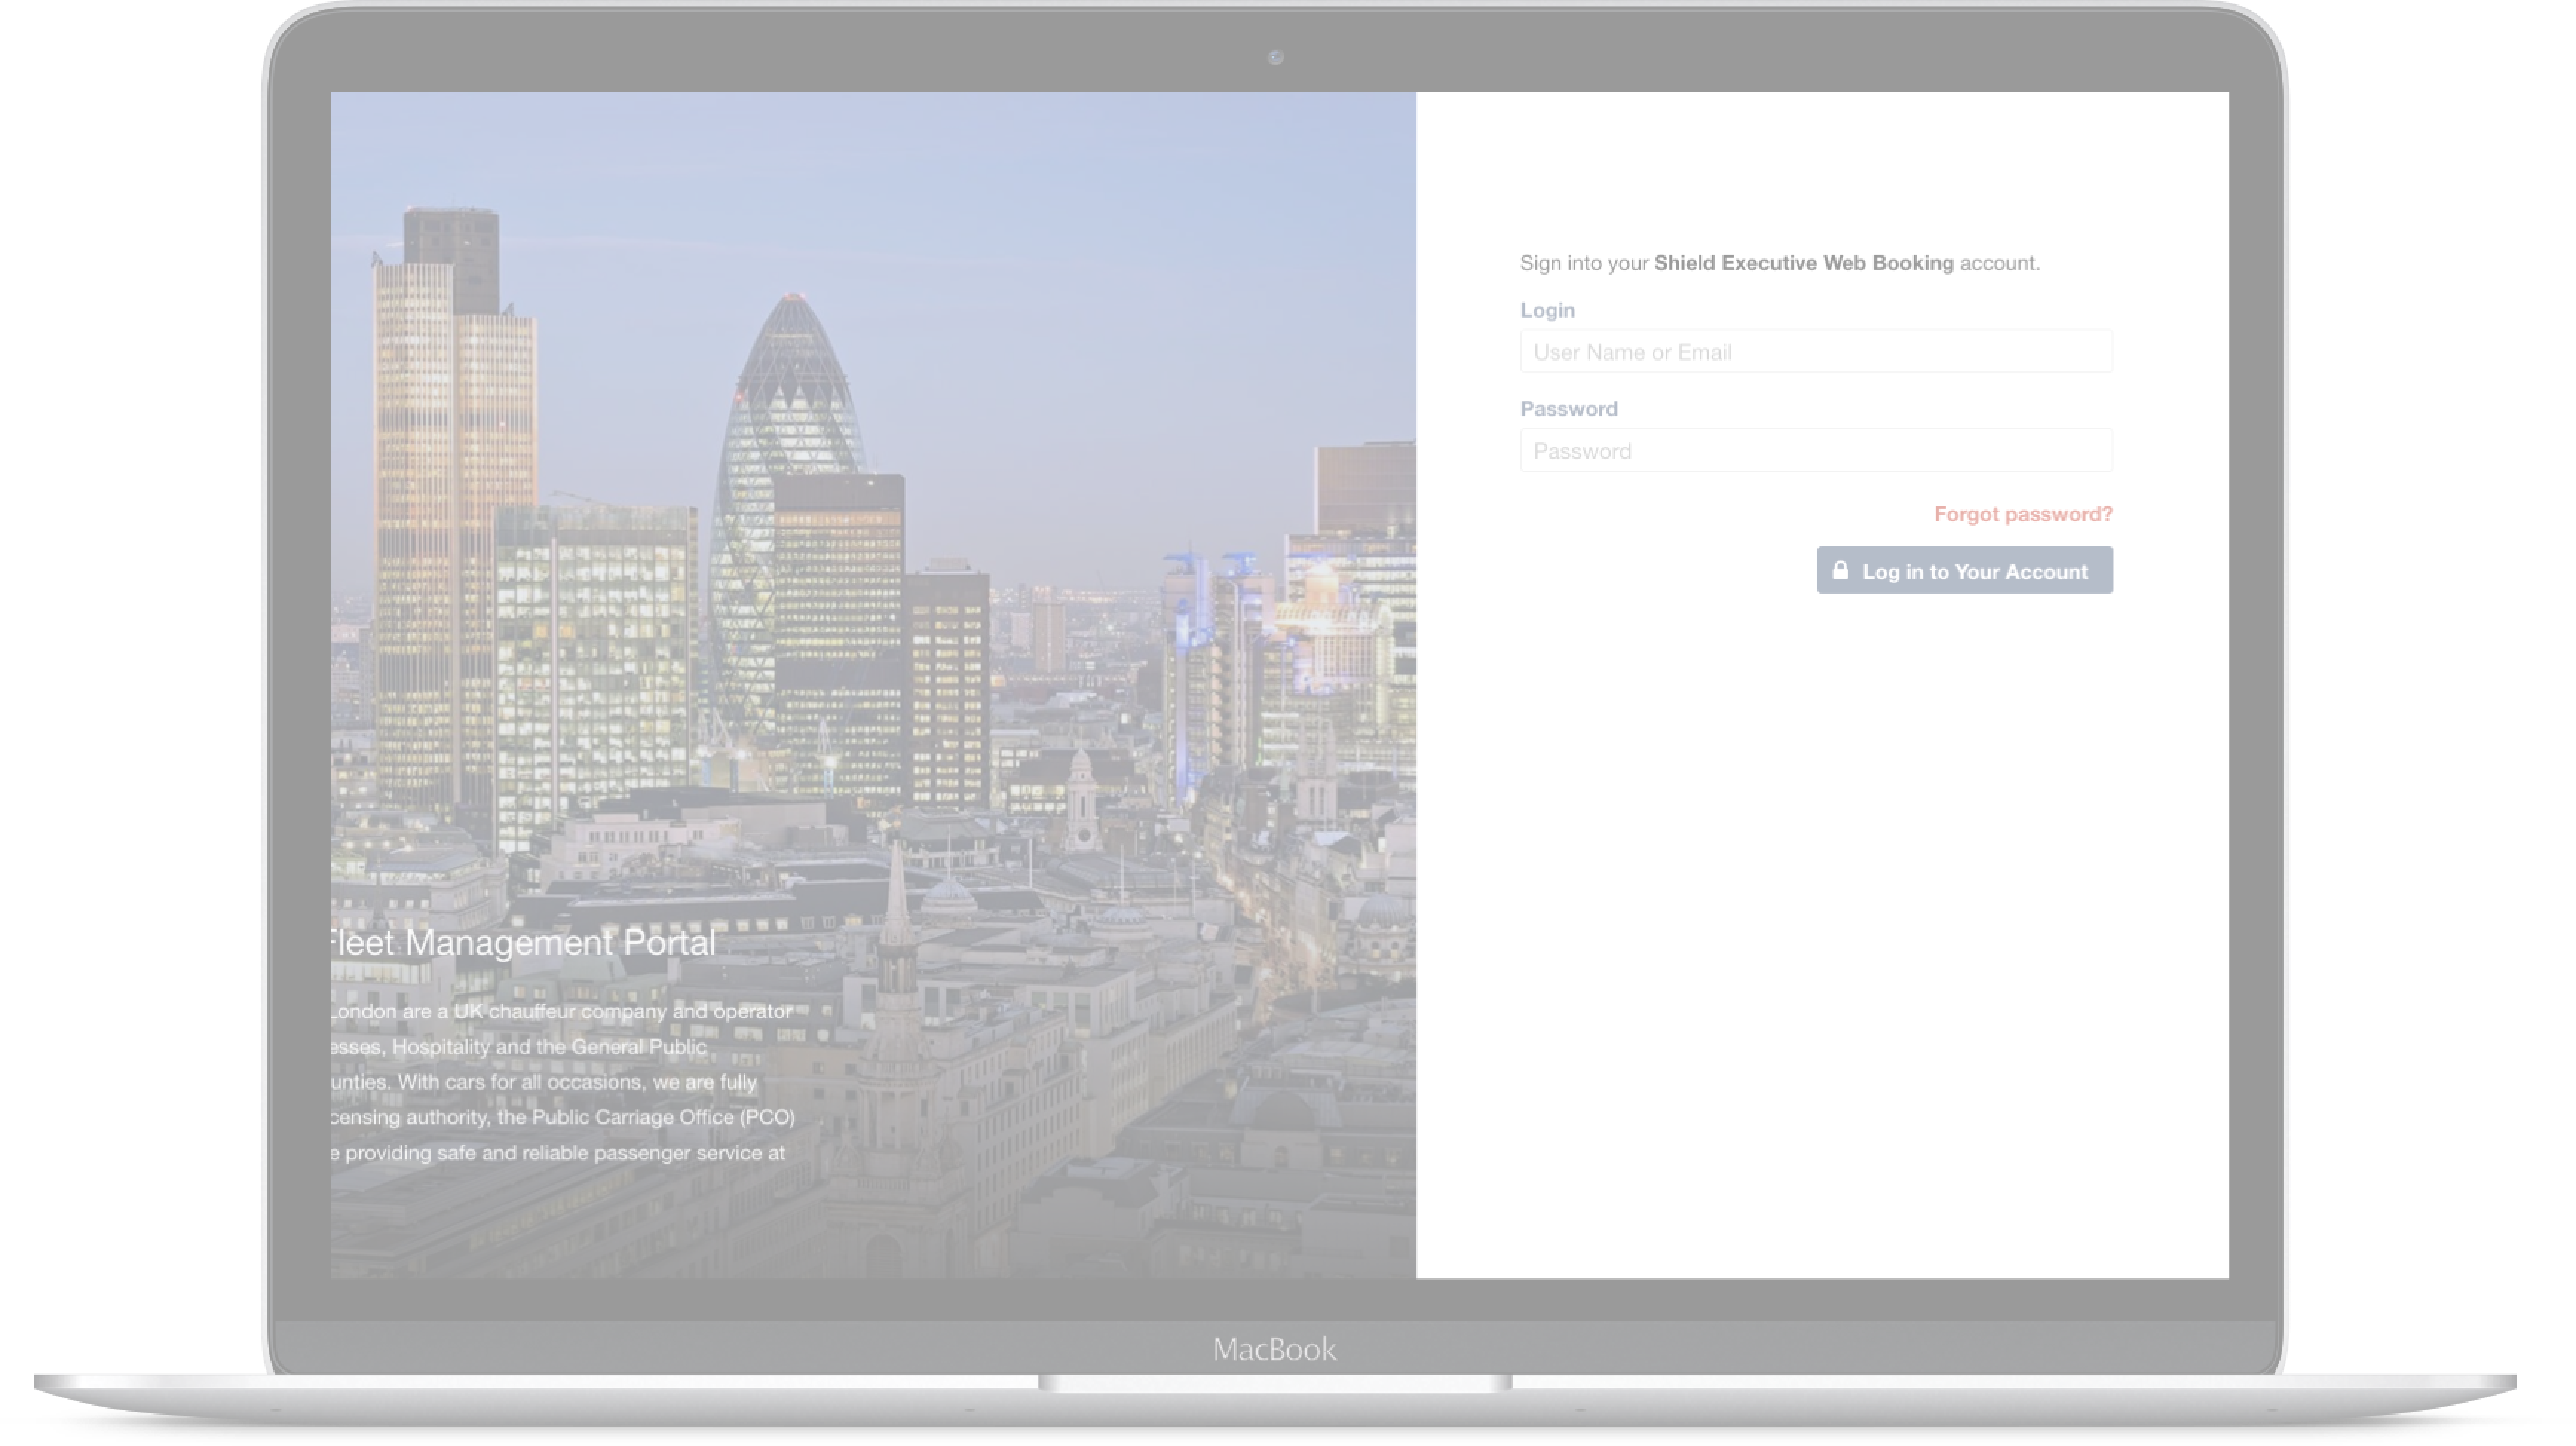 Sign into your Shield Executive Web Booking account.
Login
User Name or Email
Password
Password
Forgot password?
Log in to Your Account
Fleet Management Portal
London are a UK chauffeur company and operator
esses, Hospitality and the General Public
unties. With cars for all occasions, we are fully
censing authority, the Public Carriage Office (PCO)
e providing safe and reliable passenger service at
MacBook